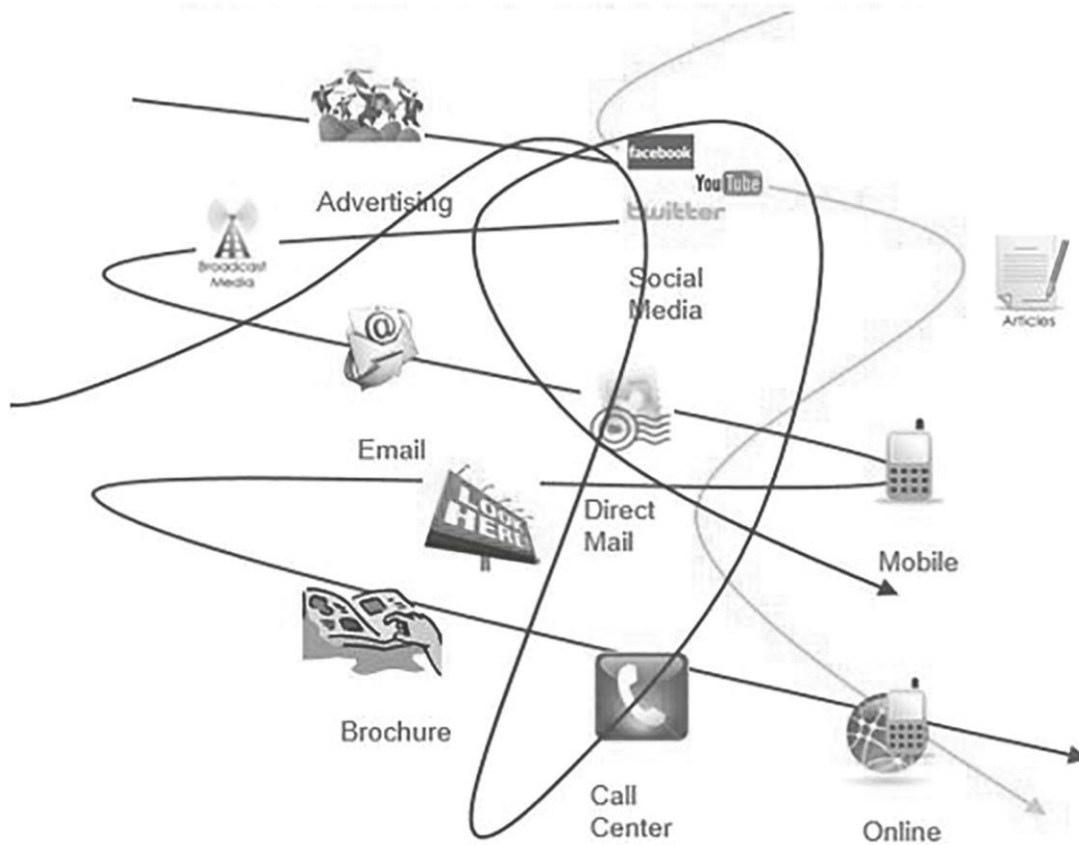 facebook
YouTube
twitter
Advertising
Broadcast
Media
Social
Media
Articles
@
Email
LOOK
HERE
Direct
Mail
Mobile
Brochure
Call
Center
Online